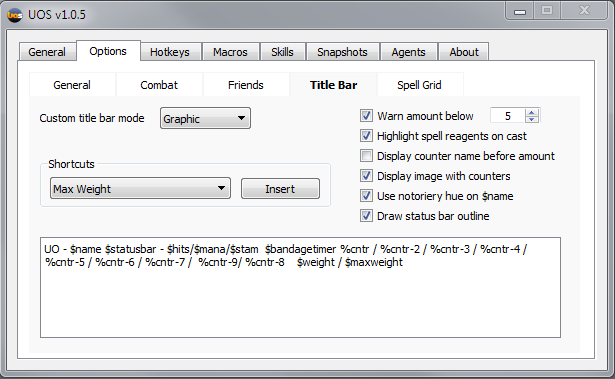 UOS UOS v1.0.5
General Options Hotkeys Macros Skills Snapshots Agents About
General Combat Friends Title Bar Spell Grid
Custom title bar mode Graphic
Warn amount below 5
Highlight spell reagents on cast
Display counter name before amount
Shortcuts
Display image with counters
Max Weight Insert
Use notoriery hue on $name
Draw status bar outline
UO - $name $statusbar - $hits/$mana/$stam $bandagetimer %cntr / %cntr-2 / %cntr-3 / %cntr-4 /
%cntr-5 / %cntr-6 / %cntr-7 / %cntr-9/ %cntr-8 $weight / $maxweight